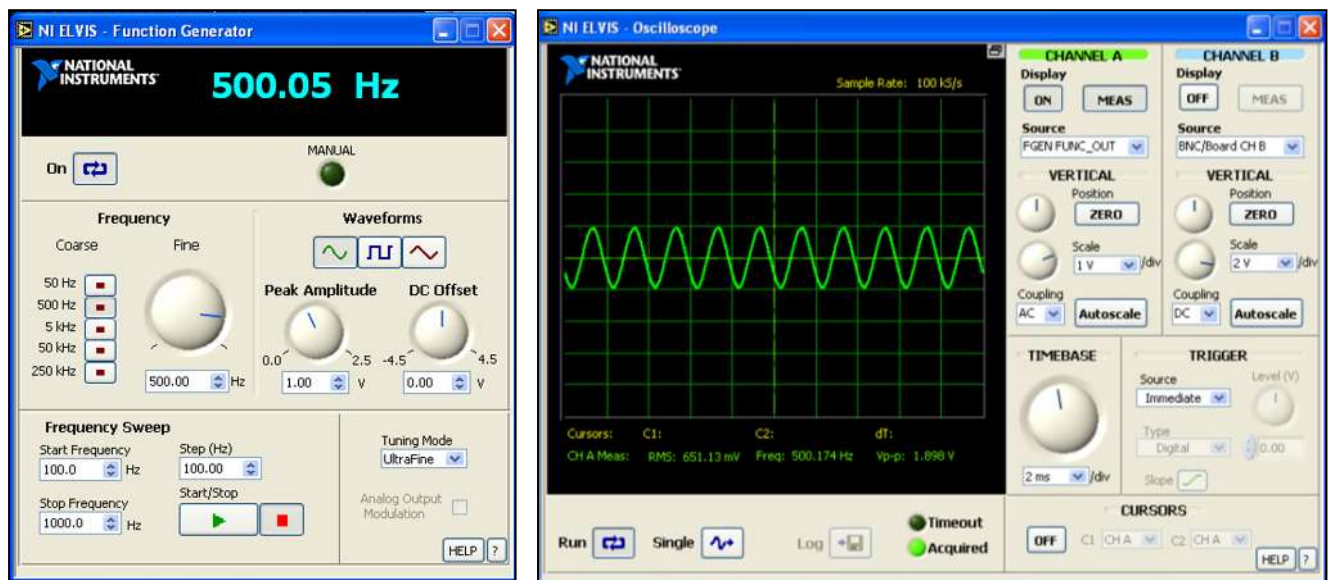 NI ELVIS - Function Generator
NATIONAL
INSTRUMENTS
500.05 Hz
On
MANUAL
Frequency
Waveforms
Coarse
Fine
50 Hz
500 Hz
5 kHz
50 kHz
250 kHz
Peak Amplitude
DC Offset
0.0
2.5
-4.5
4.5
500.00 Hz
1.00 V
0.00 V
Frequency Sweep
Start Frequency
Step (Hz)
100.0 Hz
100.00
Stop Frequency
Start/Stop
1000.0 Hz
Tuning Mode
UltraFine
Analog Output
Modulation
HELP ?
NI ELVIS - Oscilloscope
NATIONAL
INSTRUMENTS
Sample Rate: 100 kS/s
Cursors: C1: C2: dT:
CH A Meas: RMS: 651.13 mV Freq: 500.174 Hz Vp-p: 1.898 V
Run
Single
Log
Timeout
Acquired
CHANNEL A
Display
ON MEAS
Source
FGEN FUNC_OUT
VERTICAL
Position
ZERO
Scale
1 V /div
Coupling
AC Autoscale
CHANNEL B
Display
OFF MEAS
Source
BNC/Board CH B
VERTICAL
Position
ZERO
Scale
2 V /div
Coupling
DC Autoscale
TIMEBASE
2 ms /div
TRIGGER
Source
Level (V)
Immediate
Type
Digital
0.00
Slope
CURSORS
OFF C1 CH A C2 CH A
HELP ?